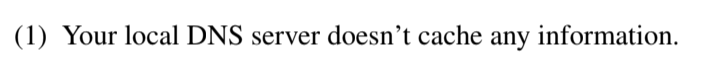 (1) Your local DNS server doesn’t cache any information.